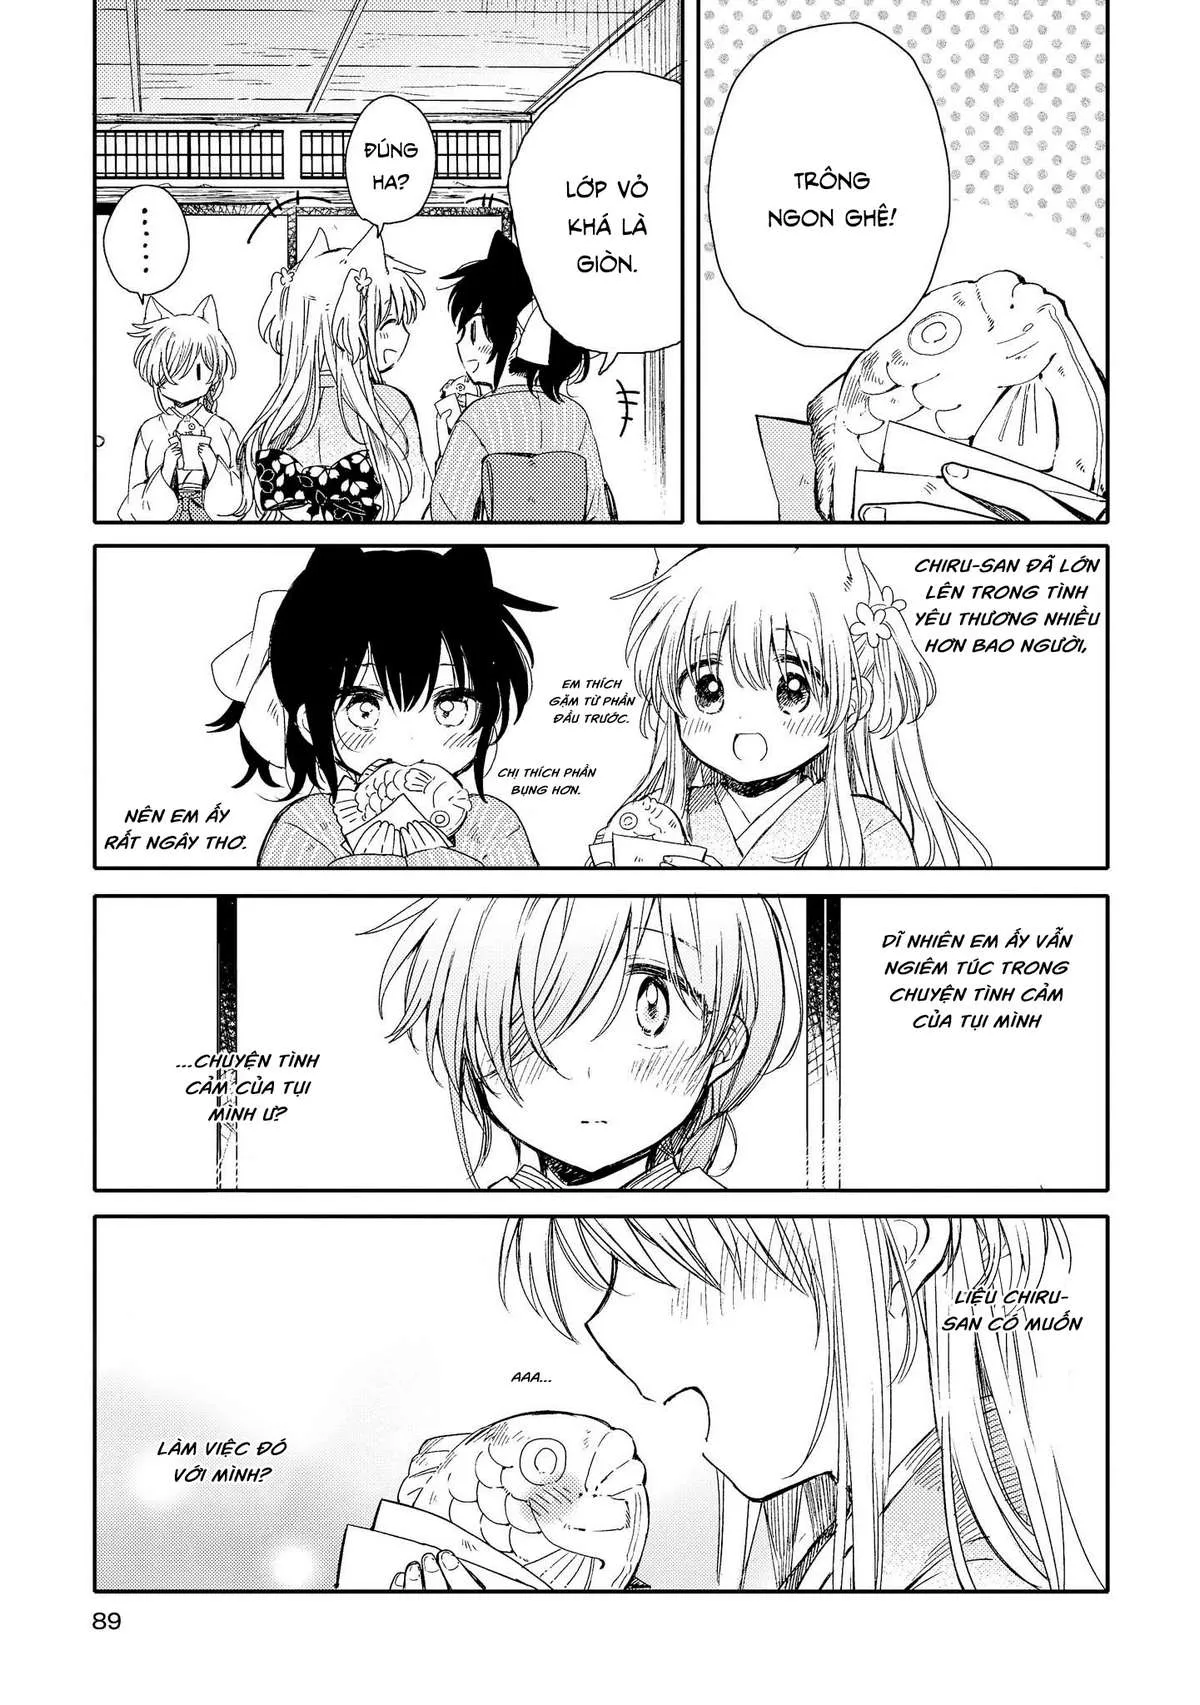 TRÔNG
NGON GHÊ!
LỚP VỎ
KHÁ LÀ
GIÒN.
ĐÚNG
HA?
.....
CHIRU-SAN ĐÃ LỚN
LÊN TRONG TÌNH
YÊU THƯƠNG NHIỀU
HƠN BAO NGƯỜI,
EM THÍCH
GẶM TỪ PHẦN
ĐẦU TRƯỚC.
CHỊ THÍCH PHẦN
BỤNG HƠN.
NÊN EM ẤY
RẤT NGÂY THƠ.
DĨ NHIÊN EM ẤY VẪN
NGIÊM TÚC TRONG
CHUYỆN TÌNH CẢM
CỦA TỤI MÌNH
...CHUYỆN TÌNH
CẢM CỦA TỤI
MÌNH Ư?
LIỆU CHIRU-
SAN CÓ MUỐN
AAA...
LÀM VIỆC ĐÓ
VỚI MÌNH?
89